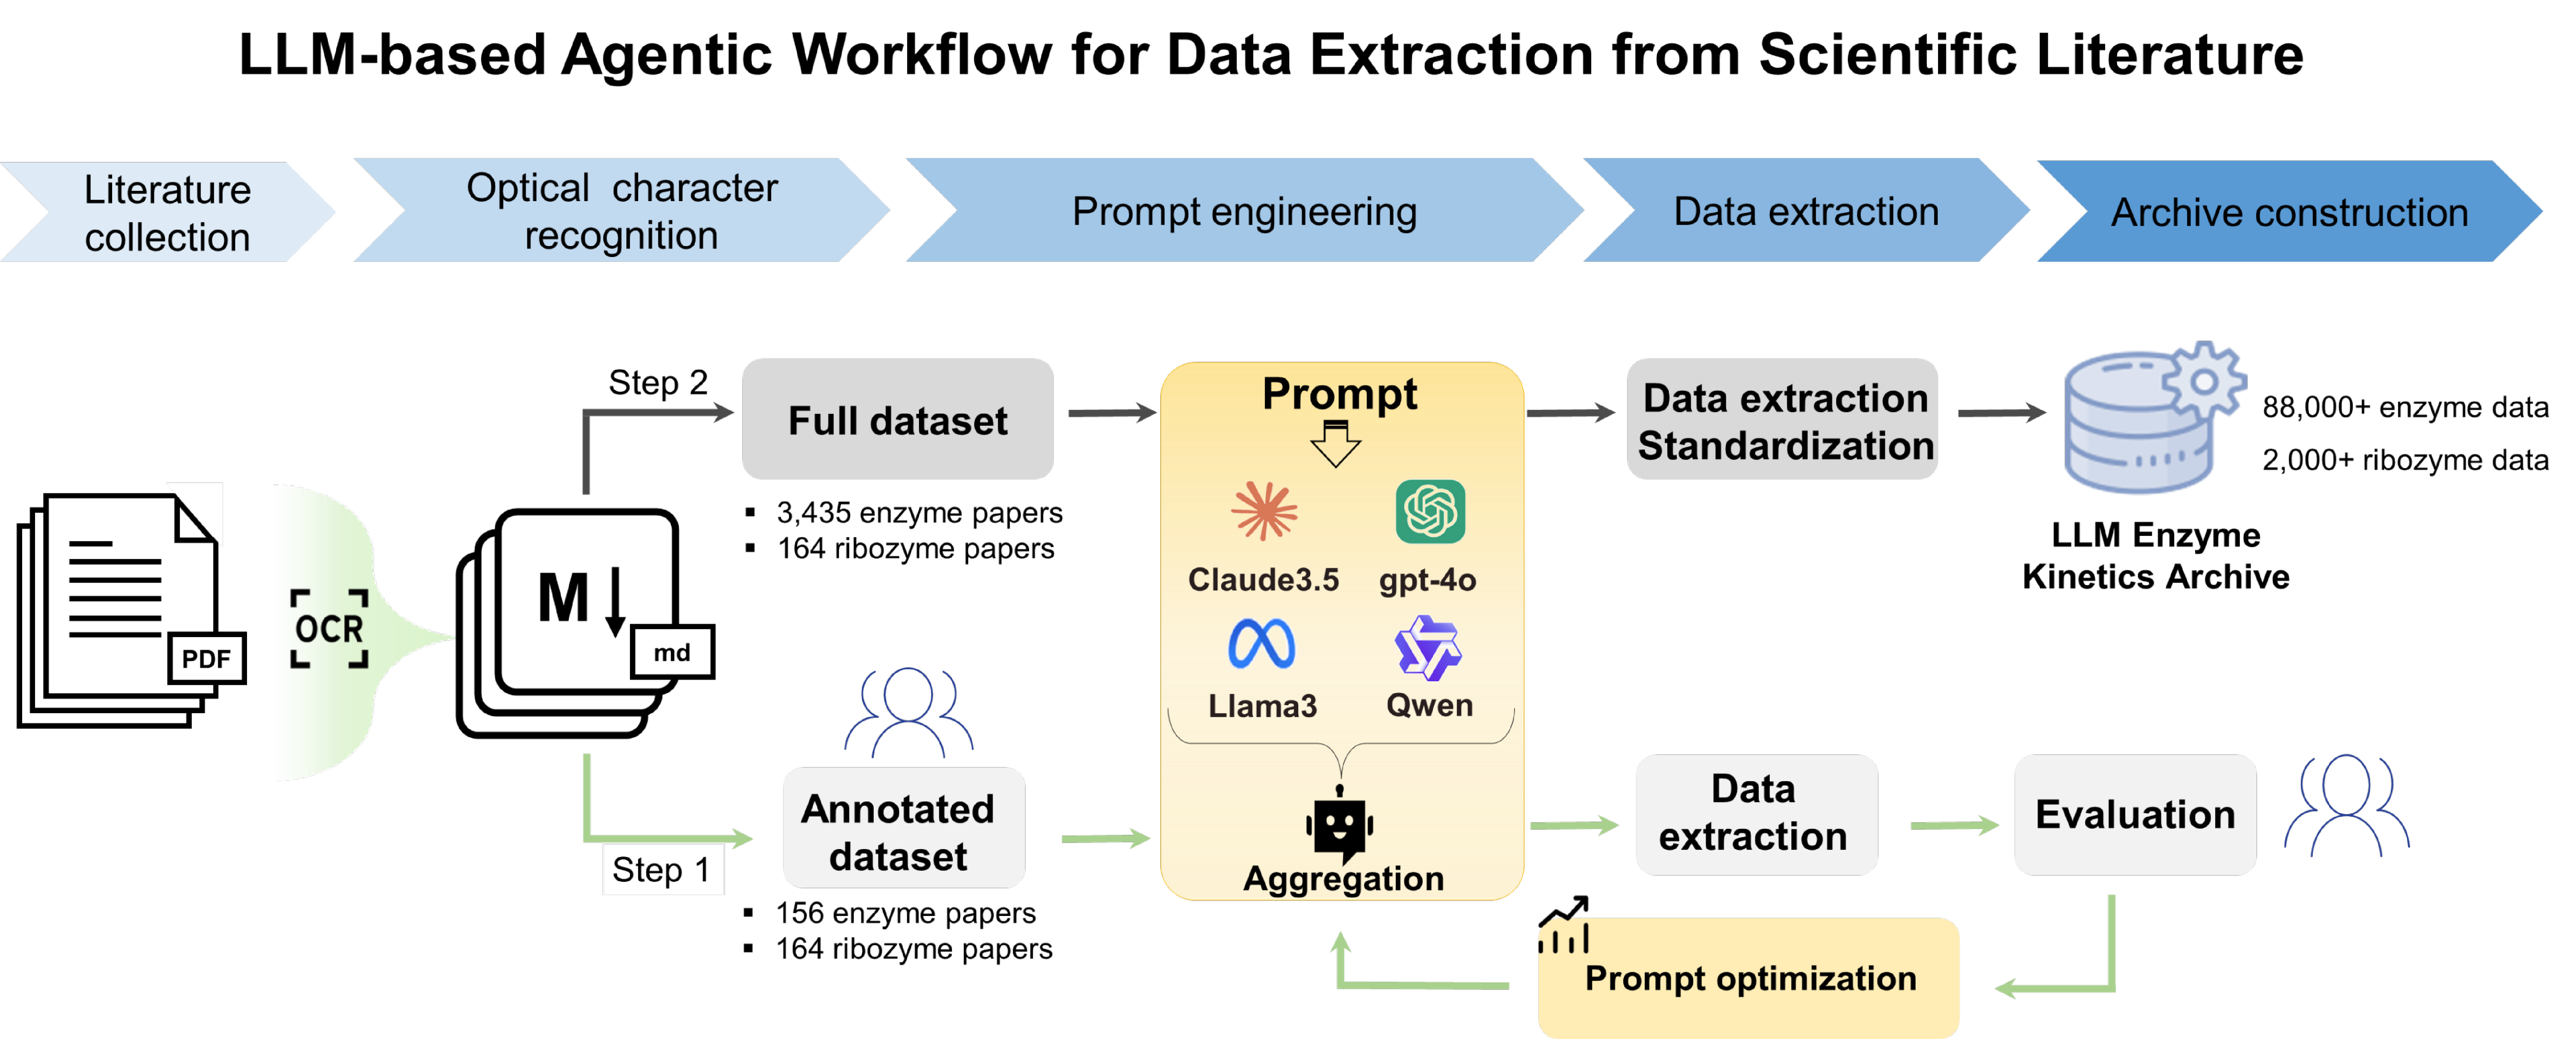 LLM-based Agentic Workflow for Data Extraction from Scientific Literature
Literature
collection
Optical character
recognition
Prompt engineering
Data extraction
Archive construction
PDF
OCR
M
md
Step 2
Full dataset
▪ 3,435 enzyme papers
▪ 164 ribozyme papers
Step 1
Annotated
dataset
▪ 156 enzyme papers
▪ 164 ribozyme papers
Prompt
Claude3.5
gpt-4o
Llama3
Qwen
Aggregation
Data extraction
Standardization
88,000+ enzyme data
2,000+ ribozyme data
LLM Enzyme
Kinetics Archive
Data
extraction
Evaluation
Prompt optimization